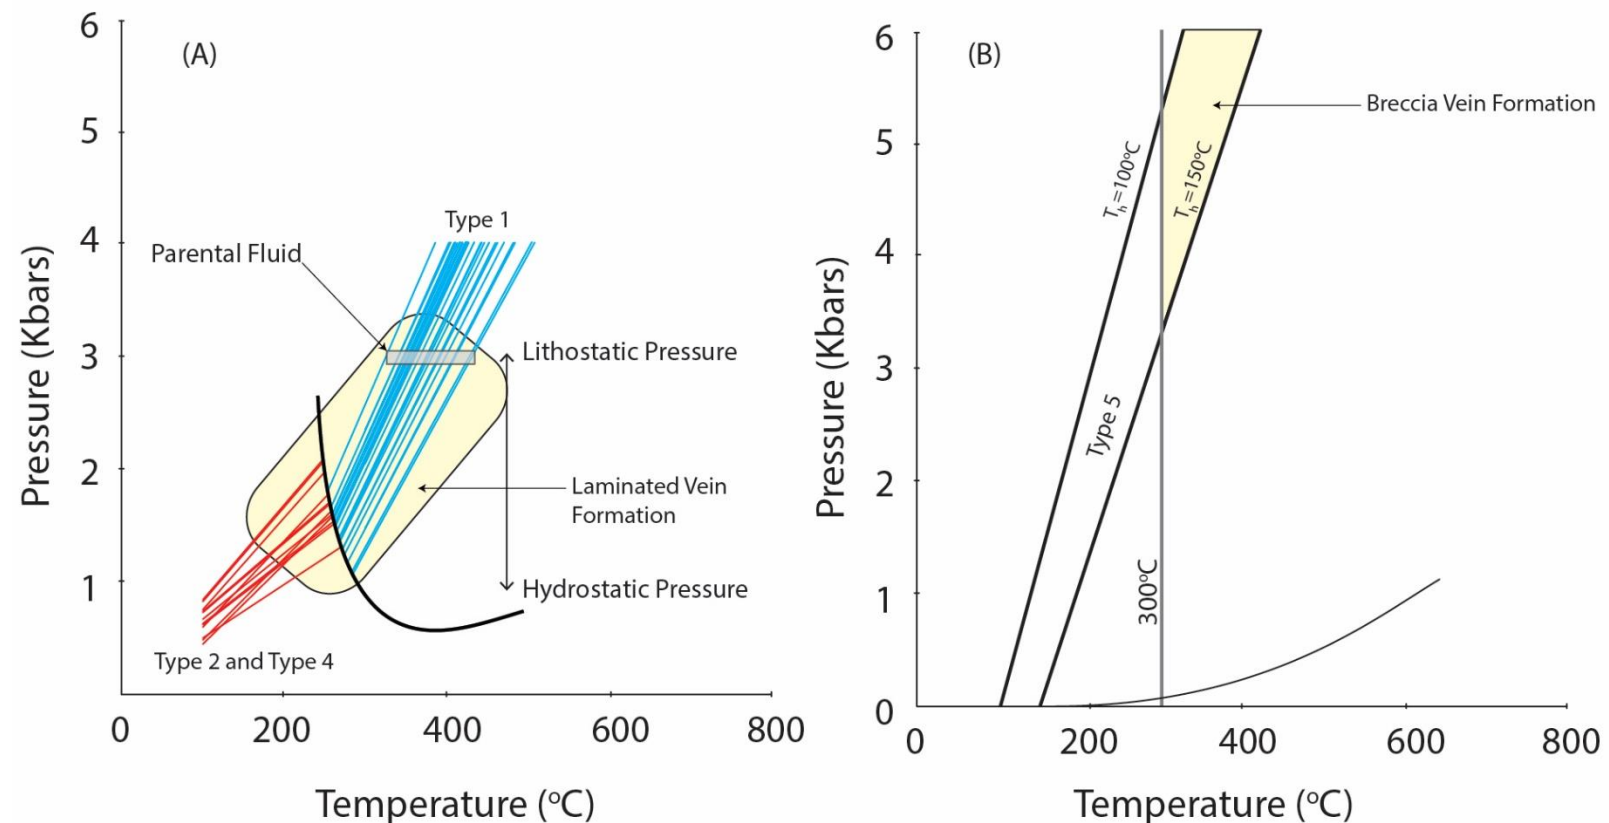 (A)
6
5
4
3
2
1
Pressure (Kbars)
Type 1
Parental Fluid
Lithostatic Pressure
Laminated Vein
Formation
Hydrostatic Pressure
Type 2 and Type 4
0
200
400
600
800
Temperature (°C)
(B)
6
5
4
3
2
1
0
Pressure (Kbars)
Breccia Vein Formation
Th =100°C
Th =150°C
Type 5
300°C
0
200
400
600
800
Temperature (°C)